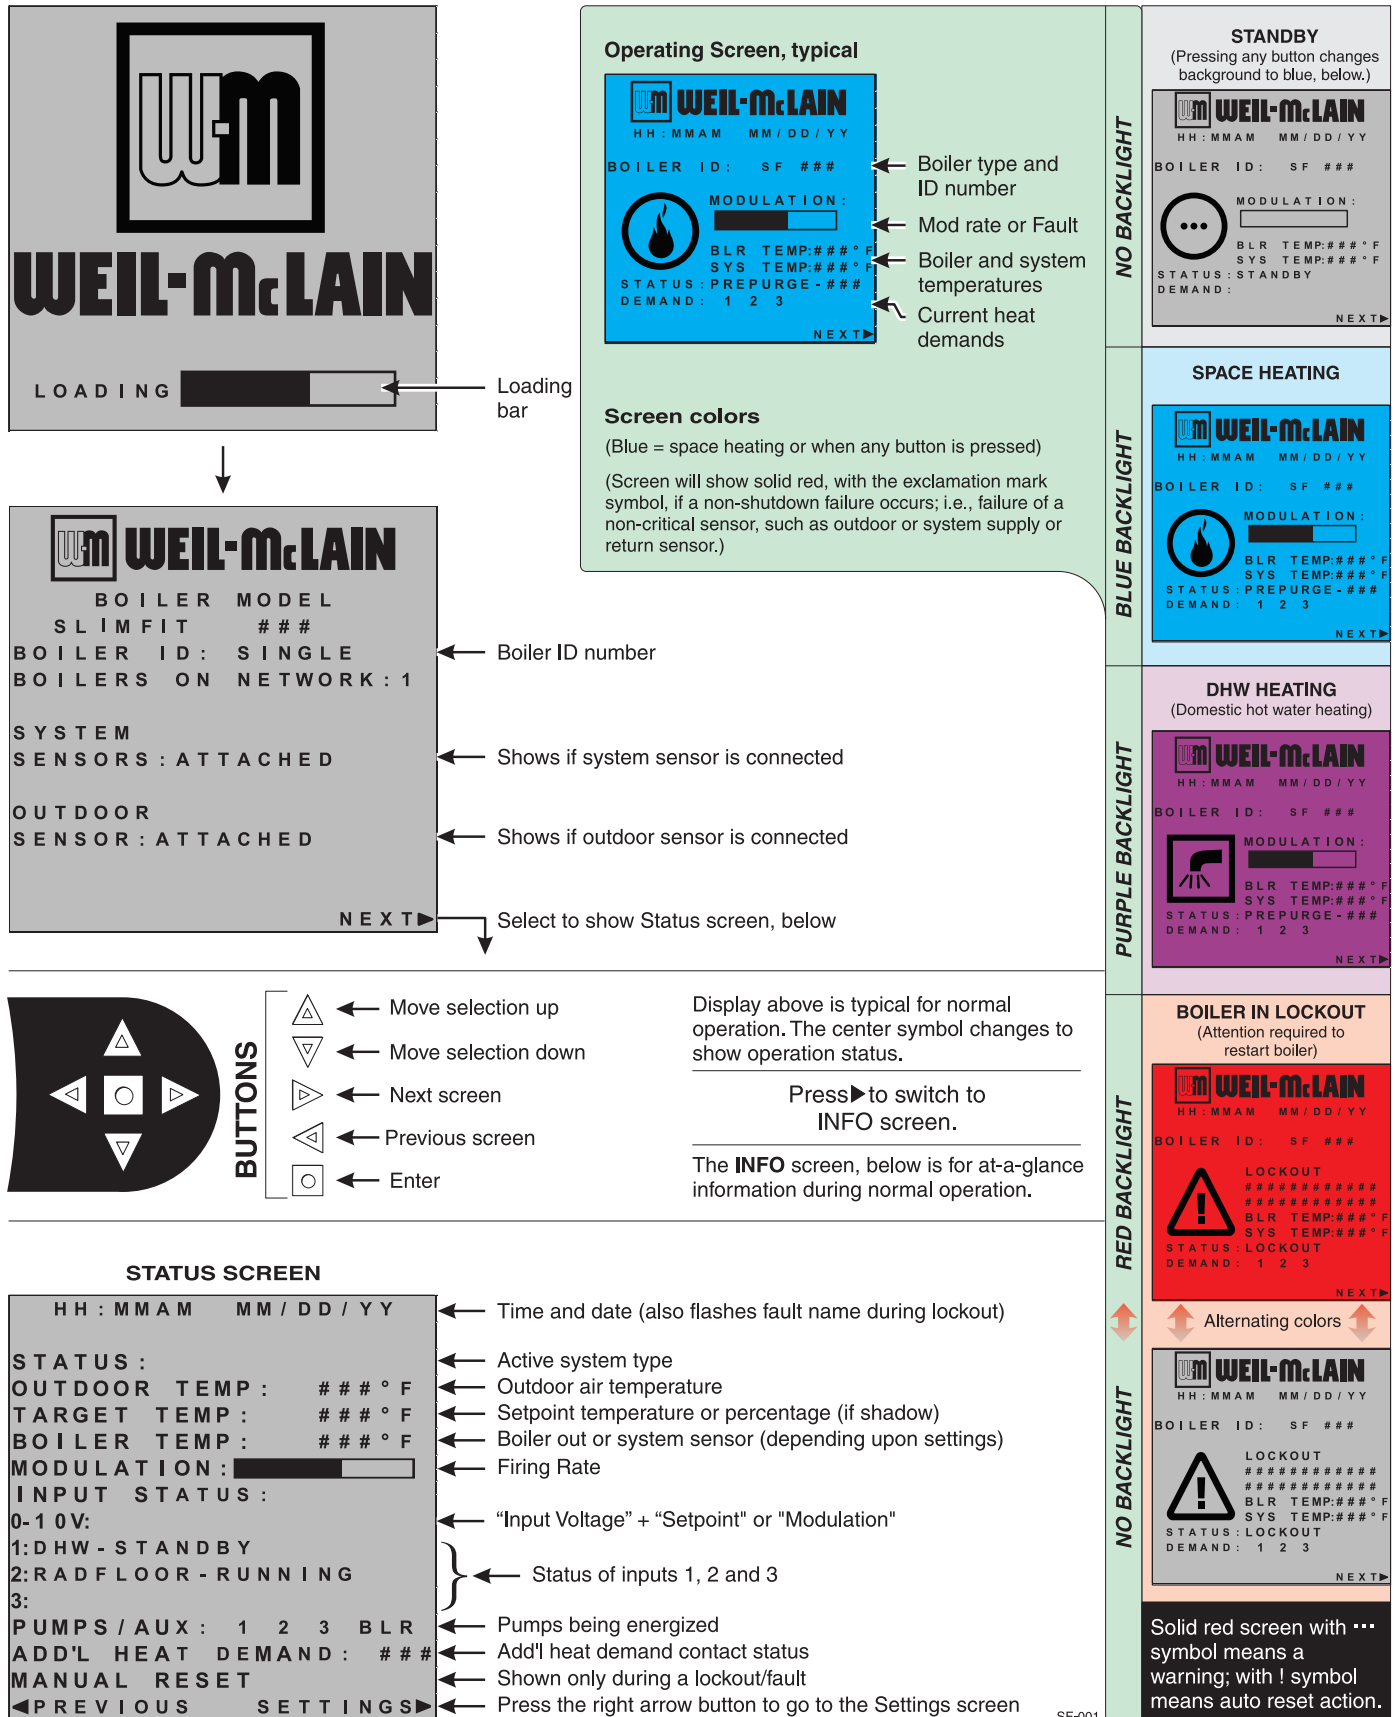 WM
WEIL-McLAIN
LOADING
Loading
bar
WM WEIL-McLAIN
BOILER MODEL
SLIMFIT ###
BOILER ID: SINGLE
BOILERS ON NETWORK:1
SYSTEM
SENSORS:ATTACHED
OUTDOOR
SENSOR:ATTACHED
NEXT▶
Boiler ID number
Shows if system sensor is connected
Shows if outdoor sensor is connected
Select to show Status screen, below
Operating Screen, typical
WM WEIL-McLAIN
HH:MMAM MM/DD/YY
BOILER ID: SF ###
MODULATION:
BLR TEMP:###°F
SYS TEMP:###°F
STATUS:PREPURGE-###
DEMAND: 1 2 3
NEXT▶
Boiler type and
ID number
Mod rate or Fault
Boiler and system
temperatures
Current heat
demands
Screen colors
(Blue = space heating or when any button is pressed)
(Screen will show solid red, with the exclamation mark
symbol, if a non-shutdown failure occurs; i.e., failure of a
non-critical sensor, such as outdoor or system supply or
return sensor.)
BUTTONS
Move selection up
Move selection down
Next screen
Previous screen
Enter
Display above is typical for normal
operation. The center symbol changes to
show operation status.
Press▶to switch to
INFO screen.
The INFO screen, below is for at-a-glance
information during normal operation.
STATUS SCREEN
HH:MMAM MM/DD/YY
STATUS:
OUTDOOR TEMP: ###°F
TARGET TEMP: ###°F
BOILER TEMP: ###°F
MODULATION:
INPUT STATUS:
0-10V:
1:DHW-STANDBY
2:RADFLOOR-RUNNING
3:
PUMPS/AUX: 1 2 3 BLR
ADD'L HEAT DEMAND: ###
MANUAL RESET
◀PREVIOUS SETTINGS▶
Time and date (also flashes fault name during lockout)
Active system type
Outdoor air temperature
Setpoint temperature or percentage (if shadow)
Boiler out or system sensor (depending upon settings)
Firing Rate
“Input Voltage” + “Setpoint" or "Modulation"
Status of inputs 1, 2 and 3
Pumps being energized
Add'l heat demand contact status
Shown only during a lockout/fault
Press the right arrow button to go to the Settings screen
SF-001
NO BACKLIGHT
STANDBY
(Pressing any button changes
background to blue, below.)
WM WEIL-McLAIN
HH:MMAM MM/DD/YY
BOILER ID: SF ###
MODULATION:
BLR TEMP:###°F
SYS TEMP:###°F
STATUS:STANDBY
DEMAND:
NEXT▶
BLUE BACKLIGHT
SPACE HEATING
WM WEIL-McLAIN
HH:MMAM MM/DD/YY
BOILER ID: SF ###
MODULATION:
BLR TEMP:###°F
SYS TEMP:###°F
STATUS:PREPURGE-###
DEMAND: 1 2 3
NEXT▶
PURPLE BACKLIGHT
DHW HEATING
(Domestic hot water heating)
WM WEIL-McLAIN
HH:MMAM MM/DD/YY
BOILER ID: SF ###
MODULATION:
BLR TEMP:###°F
SYS TEMP:###°F
STATUS:PREPURGE-###
DEMAND: 1 2 3
NEXT▶
RED BACKLIGHT
BOILER IN LOCKOUT
(Attention required to
restart boiler)
WM WEIL-McLAIN
HH:MMAM MM/DD/YY
BOILER ID: SF ###
LOCKOUT
############
############
BLR TEMP:###°F
SYS TEMP:###°F
STATUS:LOCKOUT
DEMAND: 1 2 3
NEXT▶
Alternating colors
NO BACKLIGHT
WM WEIL-McLAIN
HH:MMAM MM/DD/YY
BOILER ID: SF ###
LOCKOUT
############
############
BLR TEMP:###°F
SYS TEMP:###°F
STATUS:LOCKOUT
DEMAND: 1 2 3
NEXT▶
Solid red screen with ···
symbol means a
warning; with ! symbol
means auto reset action.